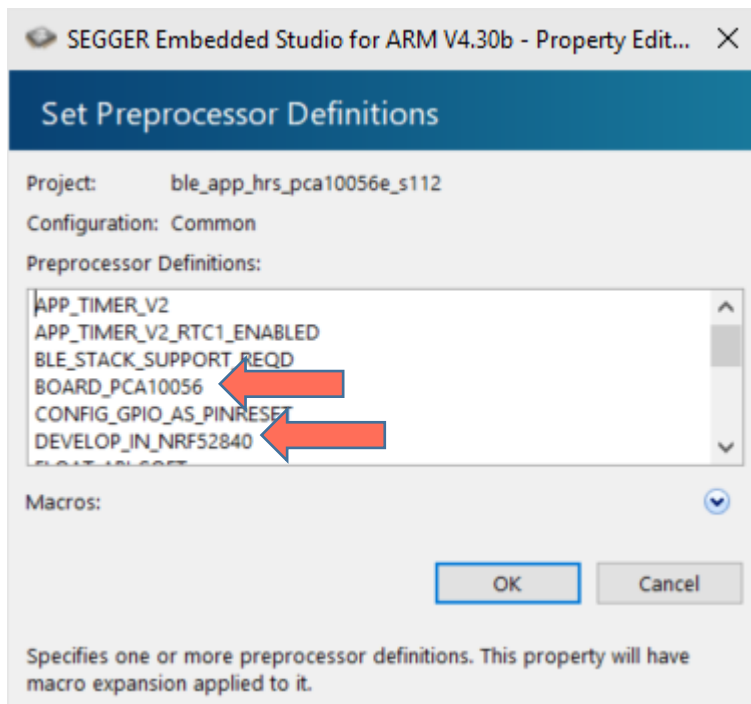 SEGGER Embedded Studio for ARM V4.30b - Property Edit...
Set Preprocessor Definitions
Project: ble_app_hrs_pca10056e_s112
Configuration: Common
Preprocessor Definitions:
APP_TIMER_V2
APP_TIMER_V2_RTC1_ENABLED
BLE_STACK_SUPPORT_REQD
BOARD_PCA10056
CONFIG_GPIO_AS_PINRESET
DEVELOP_IN_NRF52840
Macros:
OK Cancel
Specifies one or more preprocessor definitions. This property will have
macro expansion applied to it.